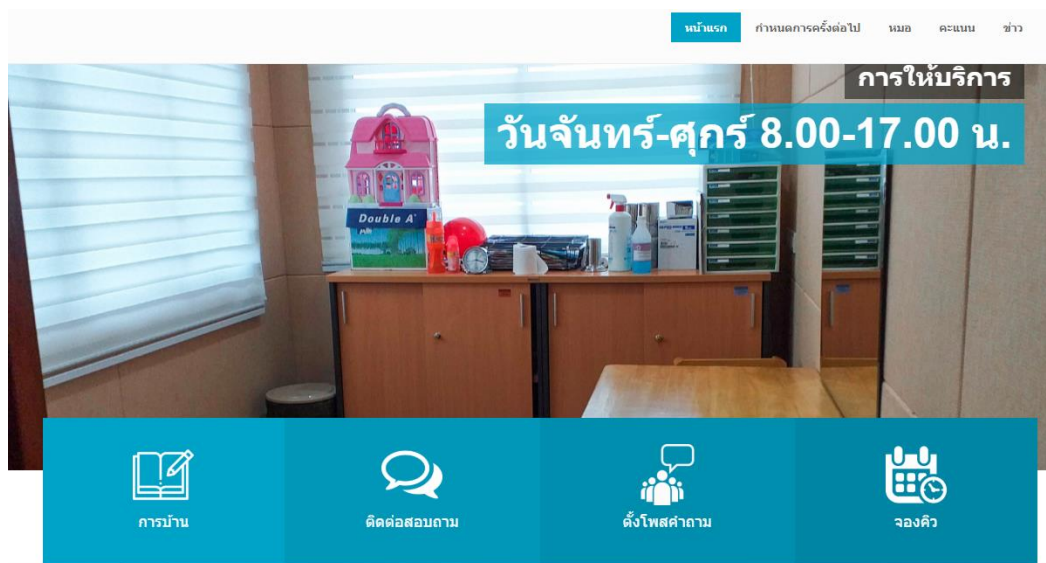 หน้าแรก กำหนดการครั้งต่อไป หมอ คะแนน ข่าว
การให้บริการ
วันจันทร์-ศุกร์ 8.00-17.00 น.
Double A
การบ้าน ติดต่อสอบถาม ตั้งโพสคำถาม จองคิว